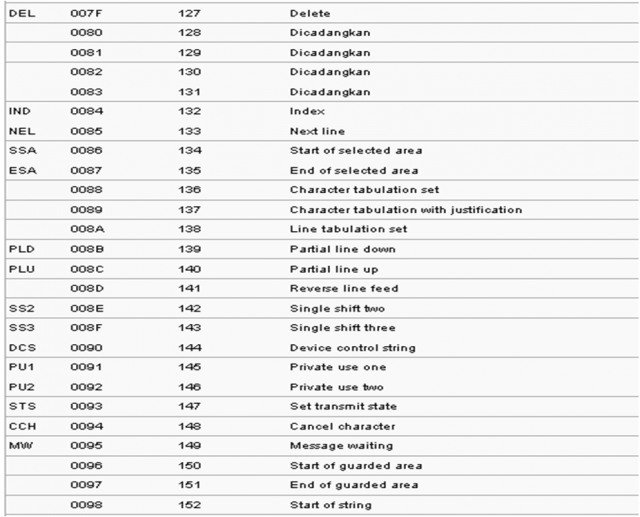 DEL 007F 127 Delete
0080 128 Dicadangkan
0081 129 Dicadangkan
0082 130 Dicadangkan
0083 131 Dicadangkan
IND 0084 132 Index
NEL 0085 133 Next line
SSA 0086 134 Start of selected area
ESA 0087 135 End of selected area
0088 136 Character tabulation set
0089 137 Character tabulation with justification
008A 138 Line tabulation set
PLD 008B 139 Partial line down
PLU 008C 140 Partial line up
008D 141 Reverse line feed
SS2 008E 142 Single shift two
SS3 008F 143 Single shift three
DCS 0090 144 Device control string
PU1 0091 145 Private use one
PU2 0092 146 Private use two
STS 0093 147 Set transmit state
CCH 0094 148 Cancel character
MW 0095 149 Message waiting
0096 150 Start of guarded area
0097 151 End of guarded area
0098 152 Start of string